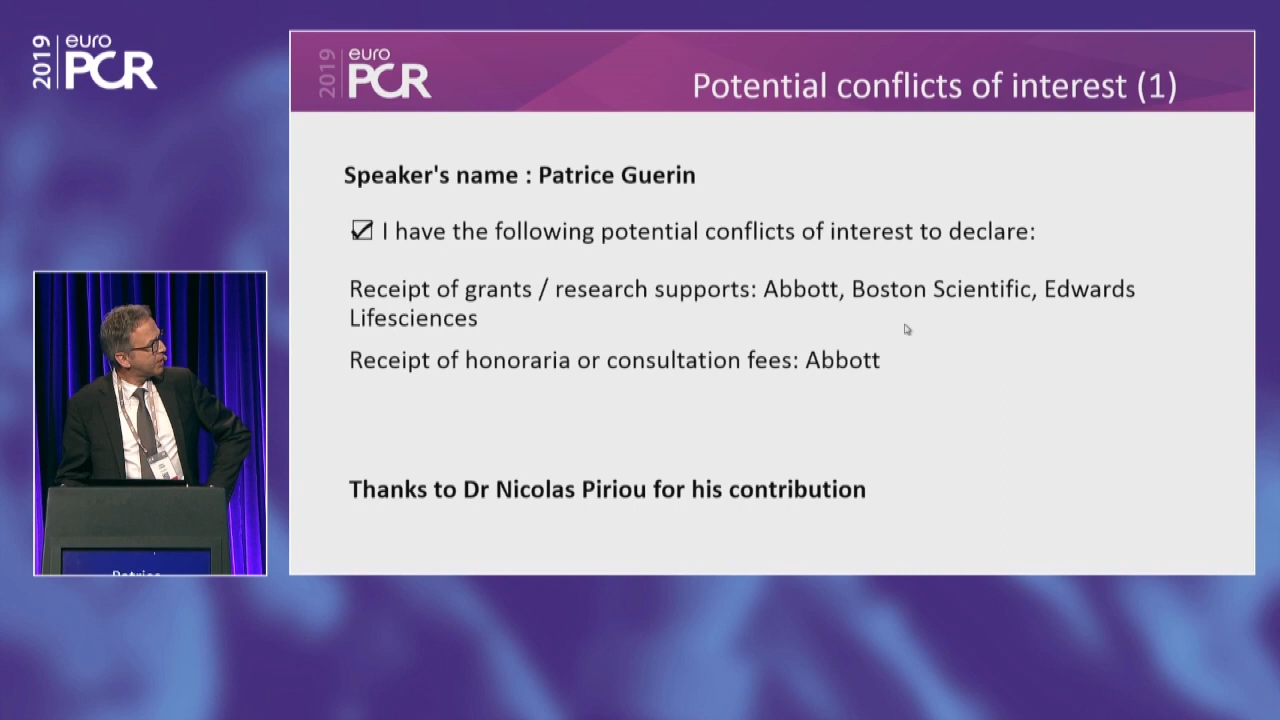 2019 euro PCR
2019 euro PCR
Potential conflicts of interest (1)
Speaker's name : Patrice Guerin
I have the following potential conflicts of interest to declare:
Receipt of grants / research supports: Abbott, Boston Scientific, Edwards
Lifesciences
Receipt of honoraria or consultation fees: Abbott
Thanks to Dr Nicolas Piriou for his contribution
Patrice